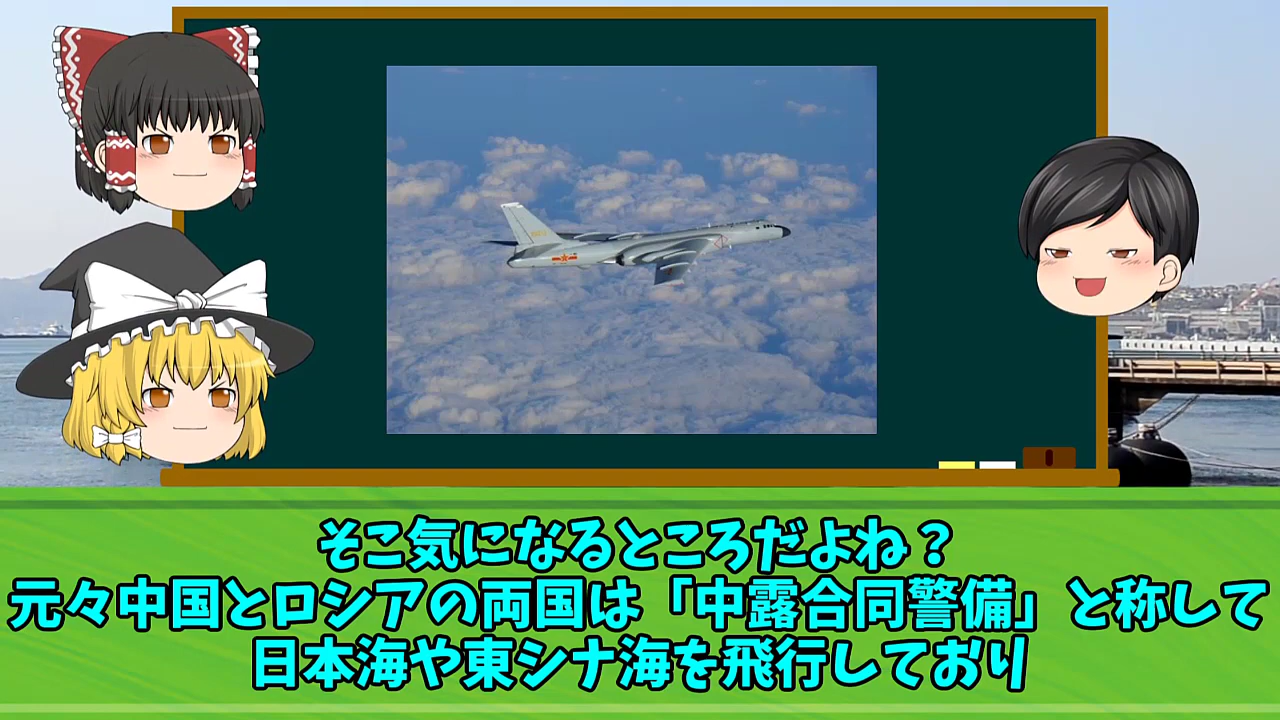 そこ気になるところだよね？
元々中国とロシアの両国は「中露合同警備」と称して
日本海や東シナ海を飛行しており